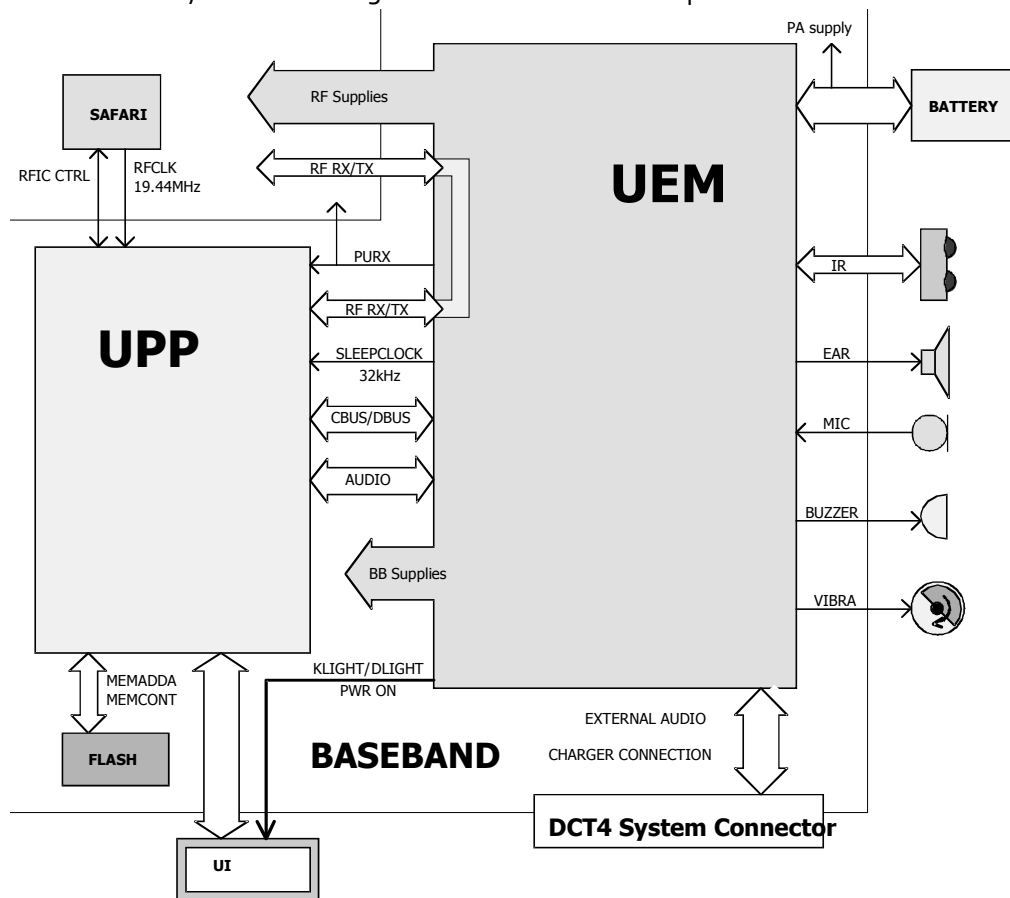 PA supply
SAFARI
RF Supplies
BATTERY
RFIC CTRL
RFCLK
19.44MHz
RF RX/TX
UEM
PURX
IR
RF RX/TX
UPP
SLEEPCLOCK
32kHz
EAR
CBUS/DBUS
MIC
AUDIO
BUZZER
BB Supplies
VIBRA
KLIGHT/DLIGHT
PWR ON
MEMADDA
MEMCONT
EXTERNAL AUDIO
CHARGER CONNECTION
BASEBAND
FLASH
DCT4 System Connector
UI